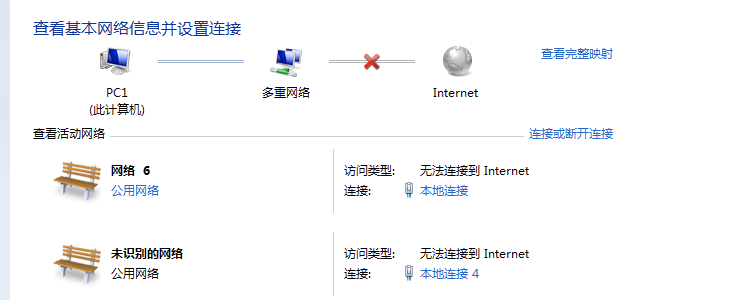 查看基本网络信息并设置连接
查看完整映射
PC1
(此计算机)
多重网络
Internet
查看活动网络
连接或断开连接
网络 6
公用网络
访问类型: 无法连接到 Internet
连接: 本地连接
未识别的网络
公用网络
访问类型: 无法连接到 Internet
连接: 本地连接 4